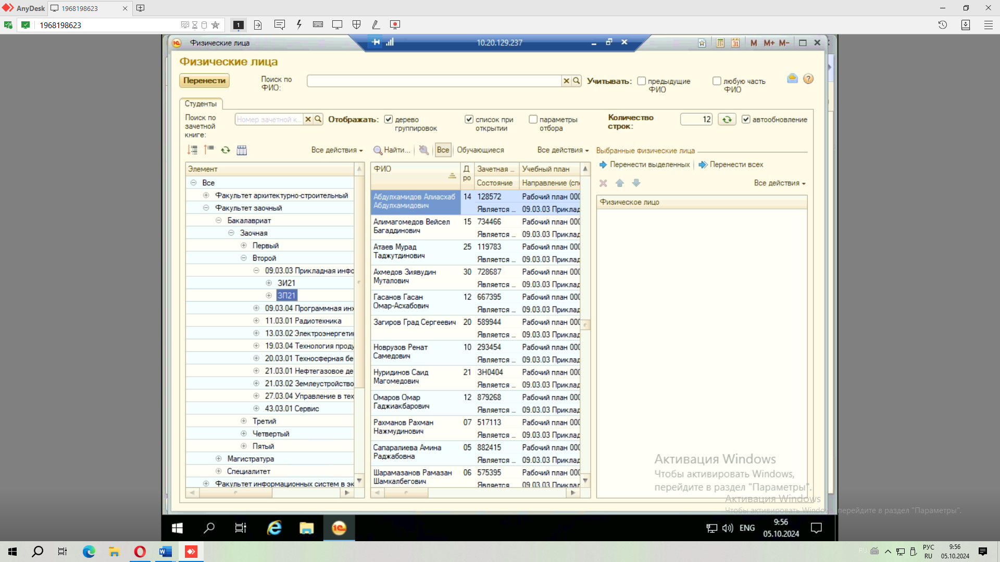 AnyDesk 1968198623
1968198623
1
Физические лица
10.20.129.237
31 M M+ M-
Физические лица
Перенести
Поиск по
ФИО:
Учитывать:
предыдущие
ФИО
любую часть
ФИО
Студенты
Поиск по
зачетной
книге:
Номер зачетной к...
Отображать:
дерево
группировок
список при
открытии
параметры
отбора
Количество
строк:
12
автообновление
Все действия
Найти...
Все
Обучающиеся
Все действия
Выбранные физические лица
Перенести выделенных
Перенести всех
Все действия
Физическое лицо
Элемент
Все
Факультет архитектурно-строительный
Факультет заочный
Бакалавриат
Заочная
Первый
Второй
09.03.03 Прикладная инфо
ЗИ21
ЗП21
09.03.04 Программная инж
11.03.01 Радиотехника
13.03.02 Электроэнергетик
19.03.04 Технология проду
20.03.01 Техносферная бе
21.03.01 Нефтегазовое де
21.03.02 Землеустройство
27.03.04 Управление в тех
43.03.01 Сервис
Третий
Четвертый
Пятый
Магистратура
Специалитет
Факультет информационных систем в эк
ФИО
Д
ро
Зачетная ...
Учебный план
Состояние
Направление (спе
Абдулхамидов Алиасхаб 14 128572 Рабочий план 000
Абдулхамидович Является ... 09.03.03 Приклад
Алимагомедов Вейсел 15 734466 Рабочий план 000
Багаддинович Является ... 09.03.03 Приклад
Атаев Мурад 25 119783 Рабочий план 000
Таджутдинович Является ... 09.03.03 Приклад
Ахмедов Зиявудин 30 728687 Рабочий план 000
Муталович Является ... 09.03.03 Приклад
Гасанов Гасан 12 667395 Рабочий план 000
Омар-Асхабович Является ... 09.03.03 Приклад
Загиров Град Сергеевич 20 589944 Рабочий план 000
Является ... 09.03.03 Приклад
Новрузов Ренат 10 293454 Рабочий план 000
Самедович Является ... 09.03.03 Приклад
Нуридинов Саид 21 ЗН0404 Рабочий план 000
Магомедович Является ... 09.03.03 Приклад
Омаров Омар 12 879268 Рабочий план 000
Гаджиакбарович Является ... 09.03.03 Приклад
Рахманов Рахман 07 517113 Рабочий план 000
Нажмудинович Является ... 09.03.03 Приклад
Сапаралиева Амина 05 882415 Рабочий план 000
Раджабовна Является ... 09.03.03 Приклад
Шарамазанов Рамазан 06 575395 Рабочий план 000
Шамхалбегович Является 09.03.03 Приклад
Активация Windows
Чтобы активировать Windows,
перейдите в раздел "Параметры".
Активация Windows
Чтобы активировать Windows, перейдите в раздел "Параметры".
ENG
9:56
05.10.2024
RU
РУС
RU
9:56
05.10.2024